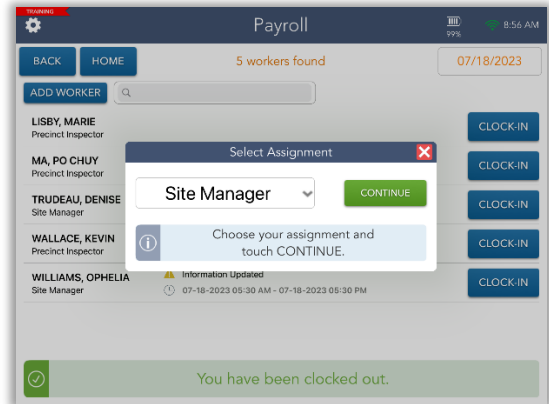 TRAINING
Payroll
99%
8:56 AM
BACK
HOME
5 workers found
07/18/2023
ADD WORKER
LISBY, MARIE
Precinct Inspector
CLOCK-IN
Select Assignment
MA, PO CHUY
Precinct Inspector
CLOCK-IN
Site Manager
CONTINUE
TRUDEAU, DENISE
Site Manager
CLOCK-IN
Choose your assignment and
touch CONTINUE.
WALLACE, KEVIN
Precinct Inspector
CLOCK-IN
WILLIAMS, OPHELIA
Site Manager
Information Updated
07-18-2023 05:30 AM - 07-18-2023 05:30 PM
CLOCK-IN
You have been clocked out.